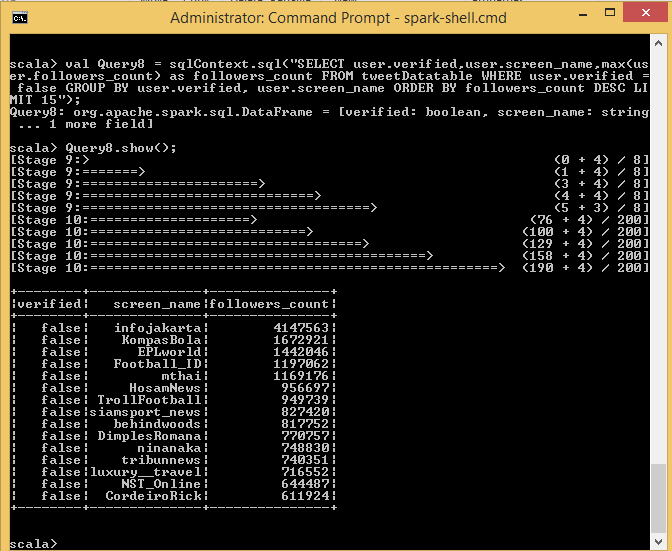 Administrator: Command Prompt - spark-shell.cmd
scala> val Query8 = sqlContext.sql("SELECT user.verified,user.screen_name,max(us
er.followers_count) as followers_count FROM tweetDatatable WHERE user.verified =
 false GROUP BY user.verified, user.screen_name ORDER BY followers_count DESC LI
MIT 15");
Query8: org.apache.spark.sql.DataFrame = [verified: boolean, screen_name: string
 ... 1 more field]
scala> Query8.show();
[Stage 9:>                                                          (0 + 4) / 8]
[Stage 9:=======>                                                   (1 + 4) / 8]
[Stage 9:======================>                                    (3 + 4) / 8]
[Stage 9:=============================>                             (4 + 4) / 8]
[Stage 9:====================================>                      (5 + 3) / 8]
[Stage 10:====================>                                  (76 + 4) / 200]
[Stage 10:===========================>                          (100 + 4) / 200]
[Stage 10:==================================>                   (129 + 4) / 200]
[Stage 10:==========================================>           (158 + 4) / 200]
[Stage 10:===================================================>  (190 + 4) / 200]
+--------+--------------+---------------+
|verified|   screen_name|followers_count|
+--------+--------------+---------------+
|   false|   infojakarta|        4147563|
|   false|    KompasBola|        1672921|
|   false|      EPLworld|        1442046|
|   false|   Football_ID|        1197062|
|   false|         mthai|        1169176|
|   false|     HosamNews|         956697|
|   false| TrollFootball|         949739|
|   false|siamsport_news|         827420|
|   false|   behindwoods|         817752|
|   false| DimplesRomana|         770757|
|   false|      ninanaka|         748830|
|   false|    tribunnews|         740351|
|   false|luxury__travel|         716552|
|   false|    NST_Online|         644487|
|   false|  CordeiroRick|         611924|
+--------+--------------+---------------+
scala>